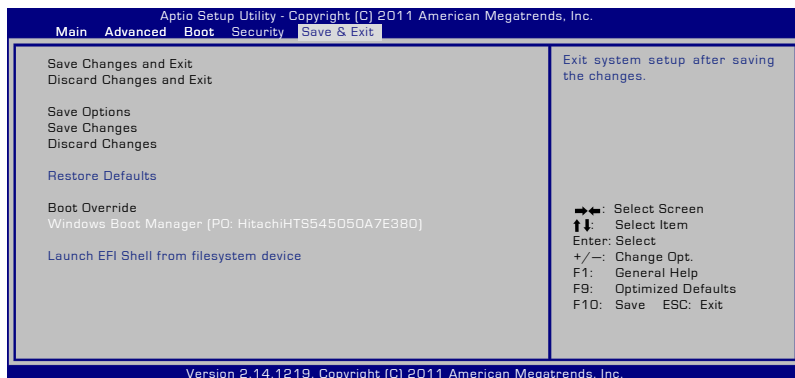 Aptio Setup Utility - Copyright (C) 2011 American Megatrends, Inc.
Main Advanced Boot Security Save & Exit
Save Changes and Exit
Discard Changes and Exit
Save Options
Save Changes
Discard Changes
Restore Defaults
Boot Override
Windows Boot Manager (P0: HitachiHTS545050A7E380)
Launch EFI Shell from filesystem device
Exit system setup after saving
the changes.
→←: Select Screen
↑↓: Select Item
Enter: Select
+/—: Change Opt.
F1: General Help
F9: Optimized Defaults
F10: Save ESC: Exit
Version 2.14.1219. Copyright (C) 2011 American Megatrends, Inc.